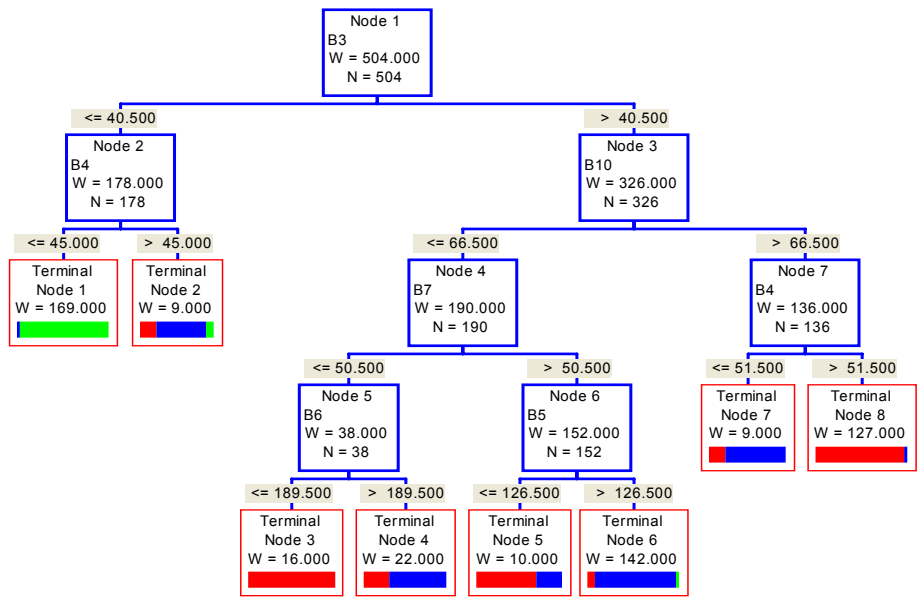 Node 1
B3
W = 504.000
N = 504
<= 40.500
> 40.500
Node 2
B4
W = 178.000
N = 178
Node 3
B10
W = 326.000
N = 326
<= 45.000
> 45.000
<= 66.500
> 66.500
Terminal
Node 1
W = 169.000
Terminal
Node 2
W = 9.000
Node 4
B7
W = 190.000
N = 190
Node 7
B4
W = 136.000
N = 136
<= 50.500
> 50.500
<= 51.500
> 51.500
Node 5
B6
W = 38.000
N = 38
Node 6
B5
W = 152.000
N = 152
Terminal
Node 7
W = 9.000
Terminal
Node 8
W = 127.000
<= 189.500
> 189.500
<= 126.500
> 126.500
Terminal
Node 3
W = 16.000
Terminal
Node 4
W = 22.000
Terminal
Node 5
W = 10.000
Terminal
Node 6
W = 142.000